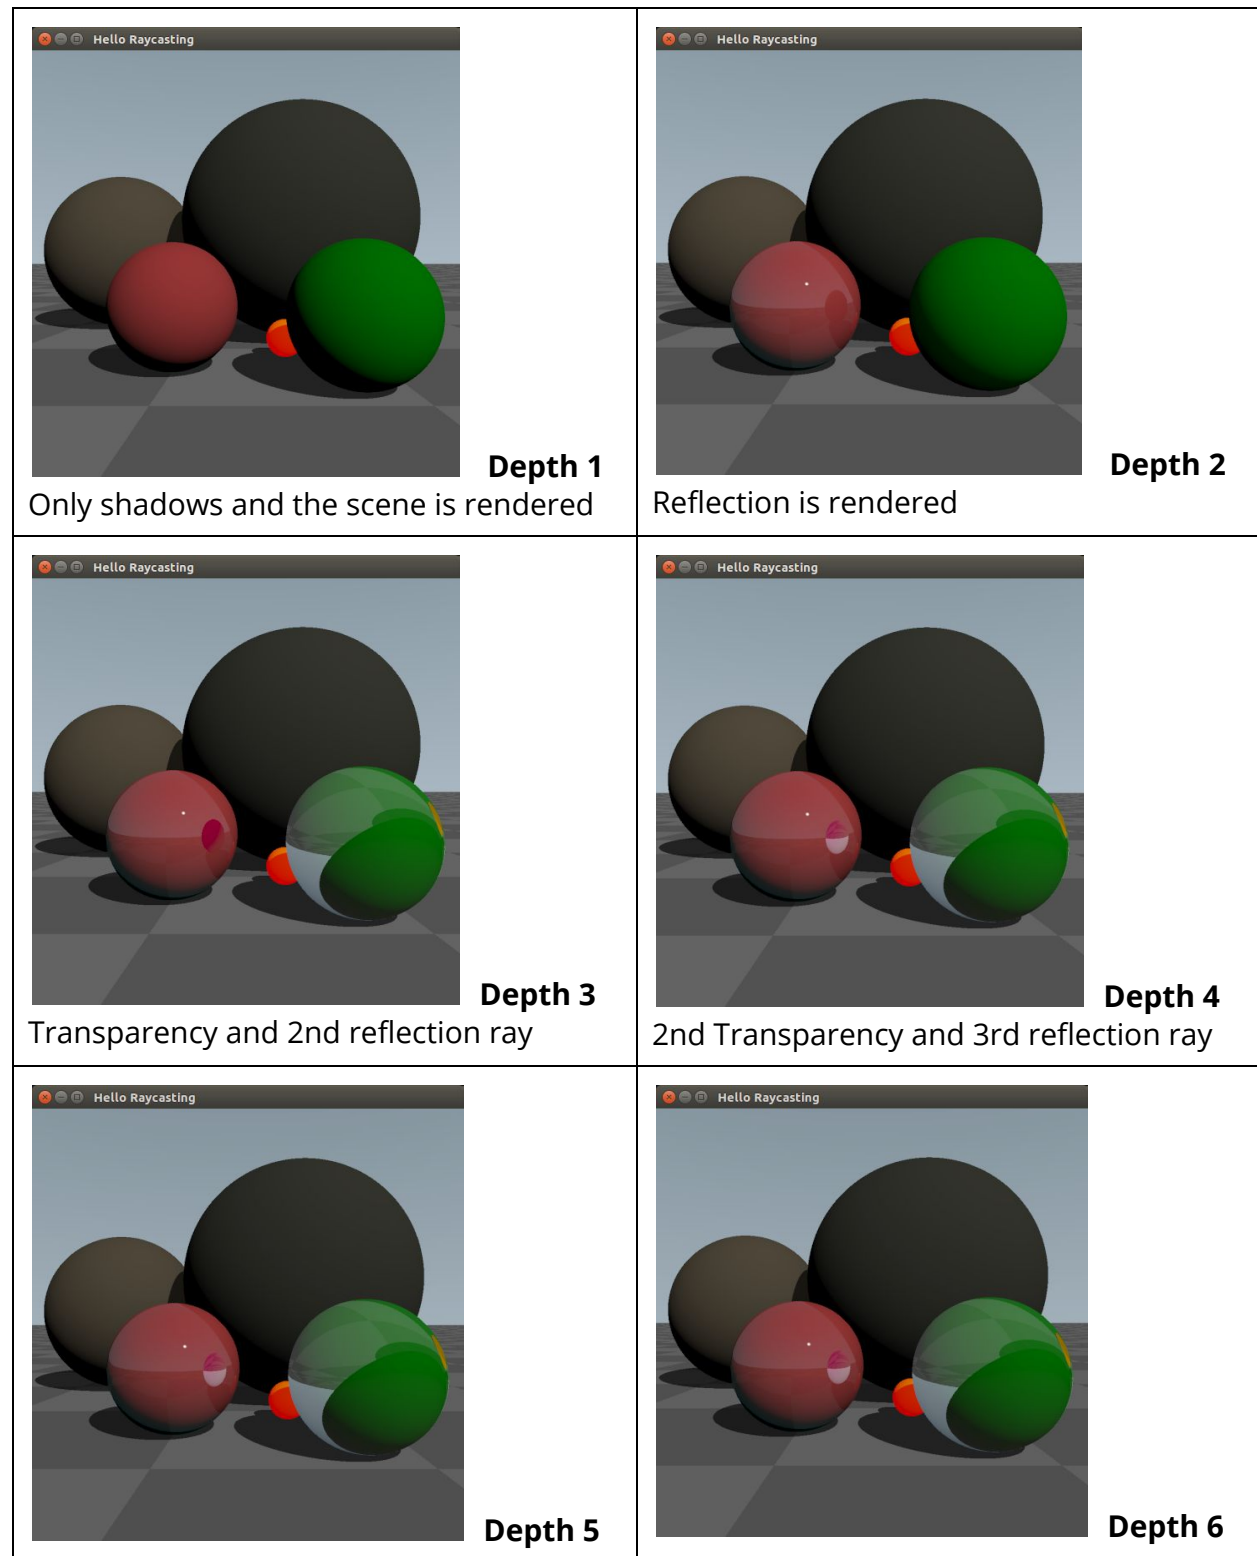 Hello Raycasting
Depth 1
Only shadows and the scene is rendered
Hello Raycasting
Depth 2
Reflection is rendered
Hello Raycasting
Depth 3
Transparency and 2nd reflection ray
Hello Raycasting
Depth 4
2nd Transparency and 3rd reflection ray
Hello Raycasting
Depth 5
Hello Raycasting
Depth 6